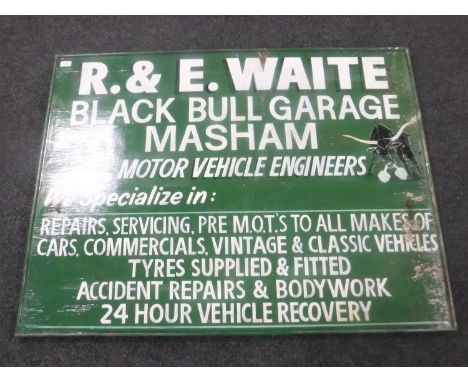 R. & E. WAITE
BLACK BULL GARAGE
MASHAM
MOTOR VEHICLE ENGINEERS
We Specialize in :
REPAIRS, SERVICING, PRE M.O.T.'S TO ALL MAKES OF
CARS, COMMERCIALS, VINTAGE & CLASSIC VEHICLES
TYRES SUPPLIED & FITTED
ACCIDENT REPAIRS & BODYWORK
24 HOUR VEHICLE RECOVERY